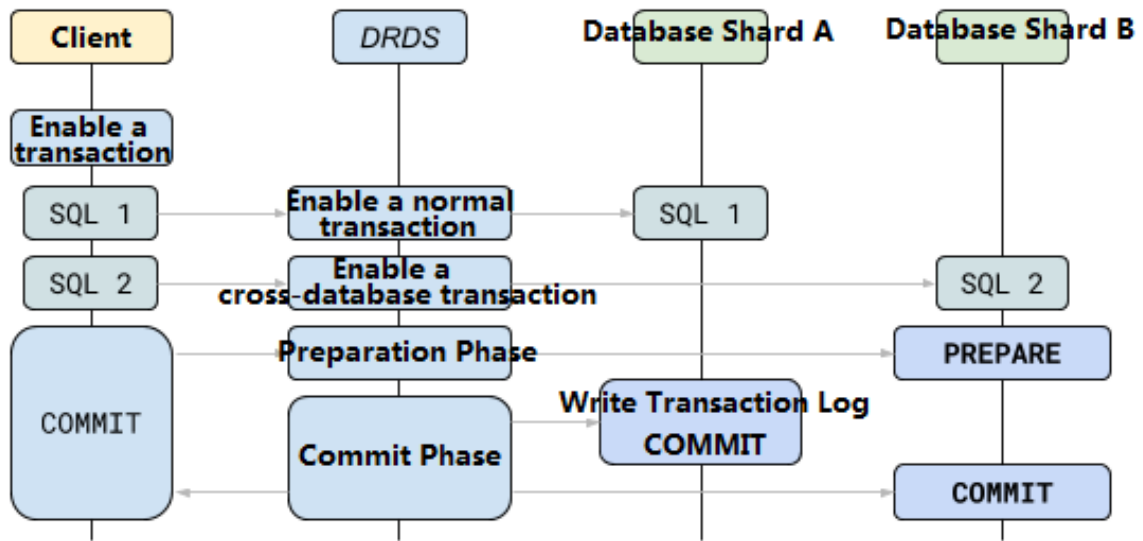 Client
DRDS
Database Shard A
Database Shard B
Enable a
transaction
SQL 1
Enable a normal
transaction
SQL 1
SQL 2
Enable a
cross-database transaction
SQL 2
COMMIT
Preparation Phase
PREPARE
Write Transaction Log
COMMIT
Commit Phase
COMMIT